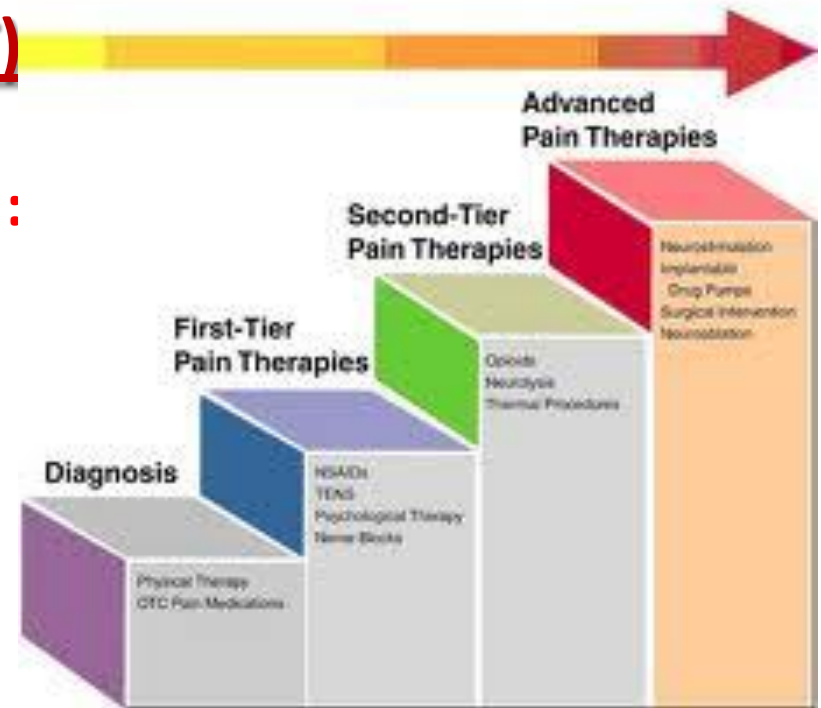 )
:
Advanced
Pain Therapies
Neurostimulation
Implantable
Drug Pumps
Surgical Intervention
Neuroablation
Second-Tier
Pain Therapies
Opioids
Neurolysis
Thermal Procedures
First-Tier
Pain Therapies
NSAIDs
TENS
Psychological Therapy
Nerve Blocks
Diagnosis
Physical Therapy
OTC Pain Medications